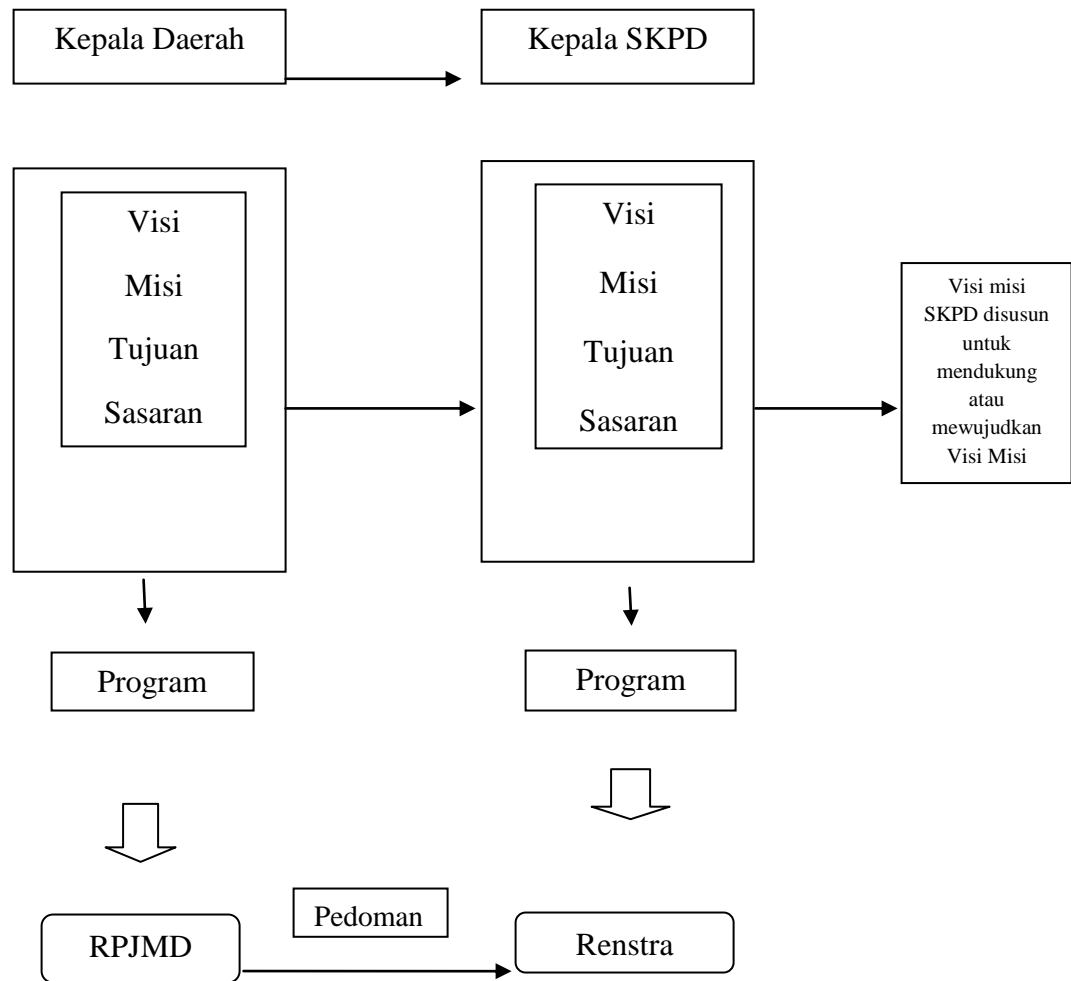 Kepala Daerah
Kepala SKPD
Visi
Misi
Tujuan
Sasaran
Visi
Misi
Tujuan
Sasaran
Visi misi
SKPD disusun
untuk
mendukung
atau
mewujudkan
Visi Misi
Program
Program
Pedoman
RPJMD
Renstra